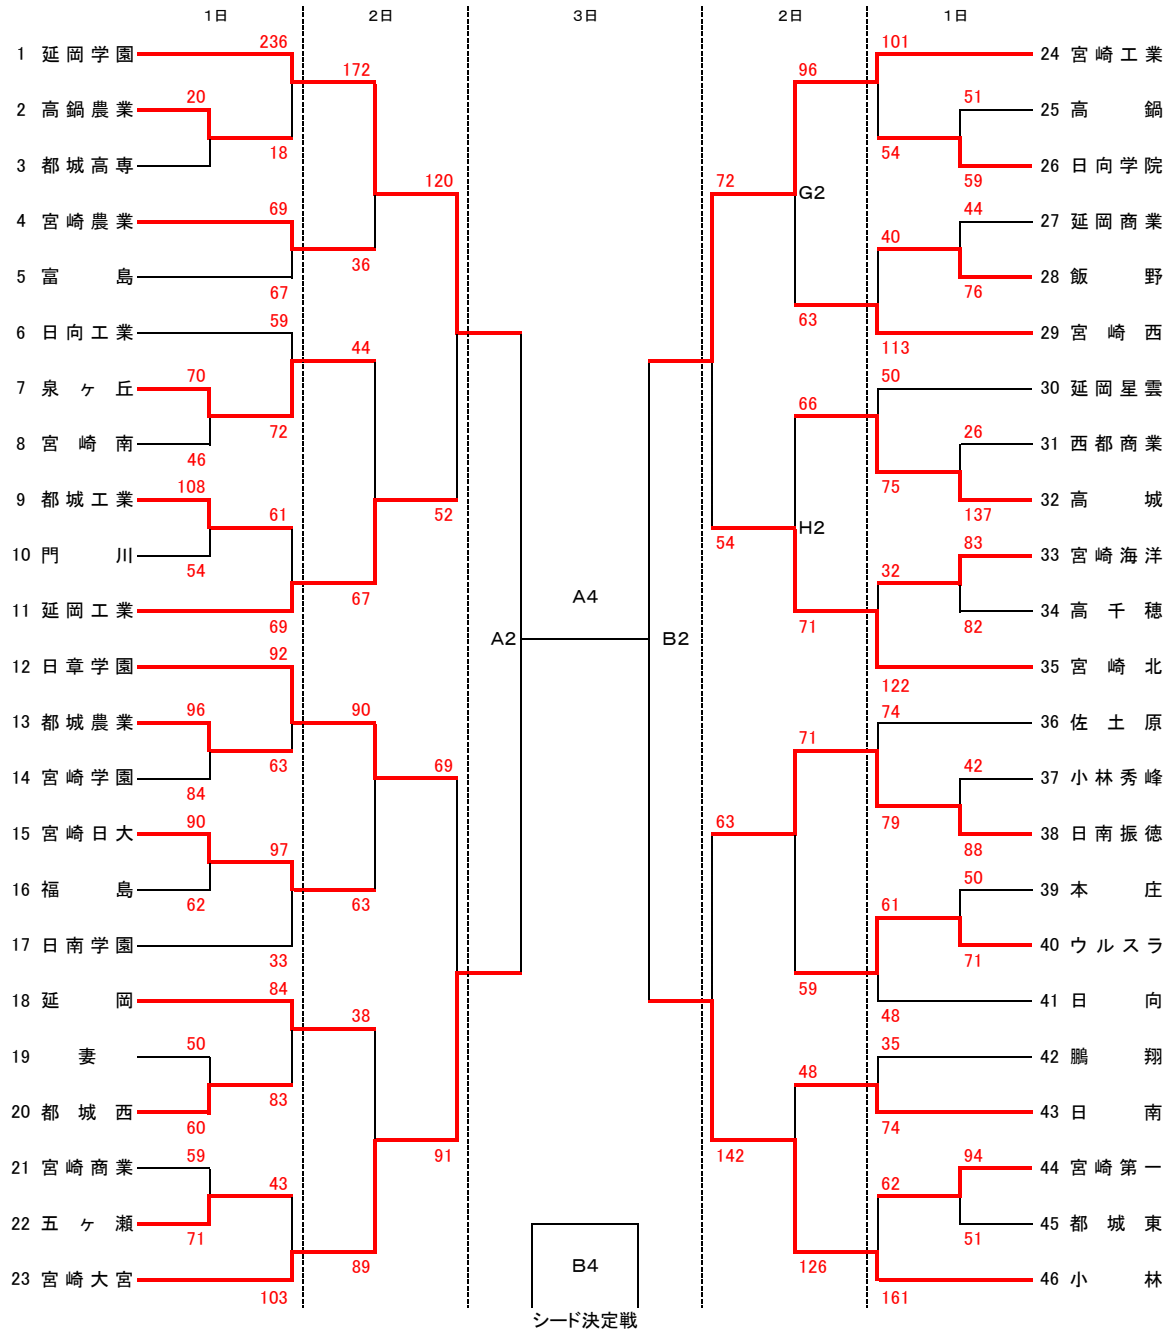 1日 2日 3日 2日 1日
1 延岡学園 236
172
2 高鍋農業 20
18
3 都城高専
120
4 宮崎農業 69
36
5 富島 67
6 日向工業 59
44
7 泉ヶ丘 70
72
8 宮崎南 46
9 都城工業 108
61
52
10 門川 54
67
11 延岡工業 69
12 日章学園 92
90
13 都城農業 96
63
14 宮崎学園 84
69
15 宮崎日大 90
97
16 福島 62
63
17 日南学園 33
18 延岡 84
38
19 妻 50
83
20 都城西 60
91
21 宮崎商業 59
43
22 五ヶ瀬 71
89
23 宮崎大宮 103
A2
A4
B2
B4
シード決定戦
101 24 宮崎工業
96
51 25 高鍋
54
59 26 日向学院
72
G2
44 27 延岡商業
40
76 28 飯野
63
113 29 宮崎西
50 30 延岡星雲
66
26 31 西都商業
75
137 32 高城
54
H2
83 33 宮崎海洋
32
82 34 高千穂
71
122 35 宮崎北
74 36 佐土原
71
42 37 小林秀峰
79
88 38 日南振徳
63
50 39 本庄
61
71 40 ウルスラ
59
48 41 日向
35 42 鵬翔
48
74 43 日南
142
94 44 宮崎第一
62
51 45 都城東
126
161 46 小林